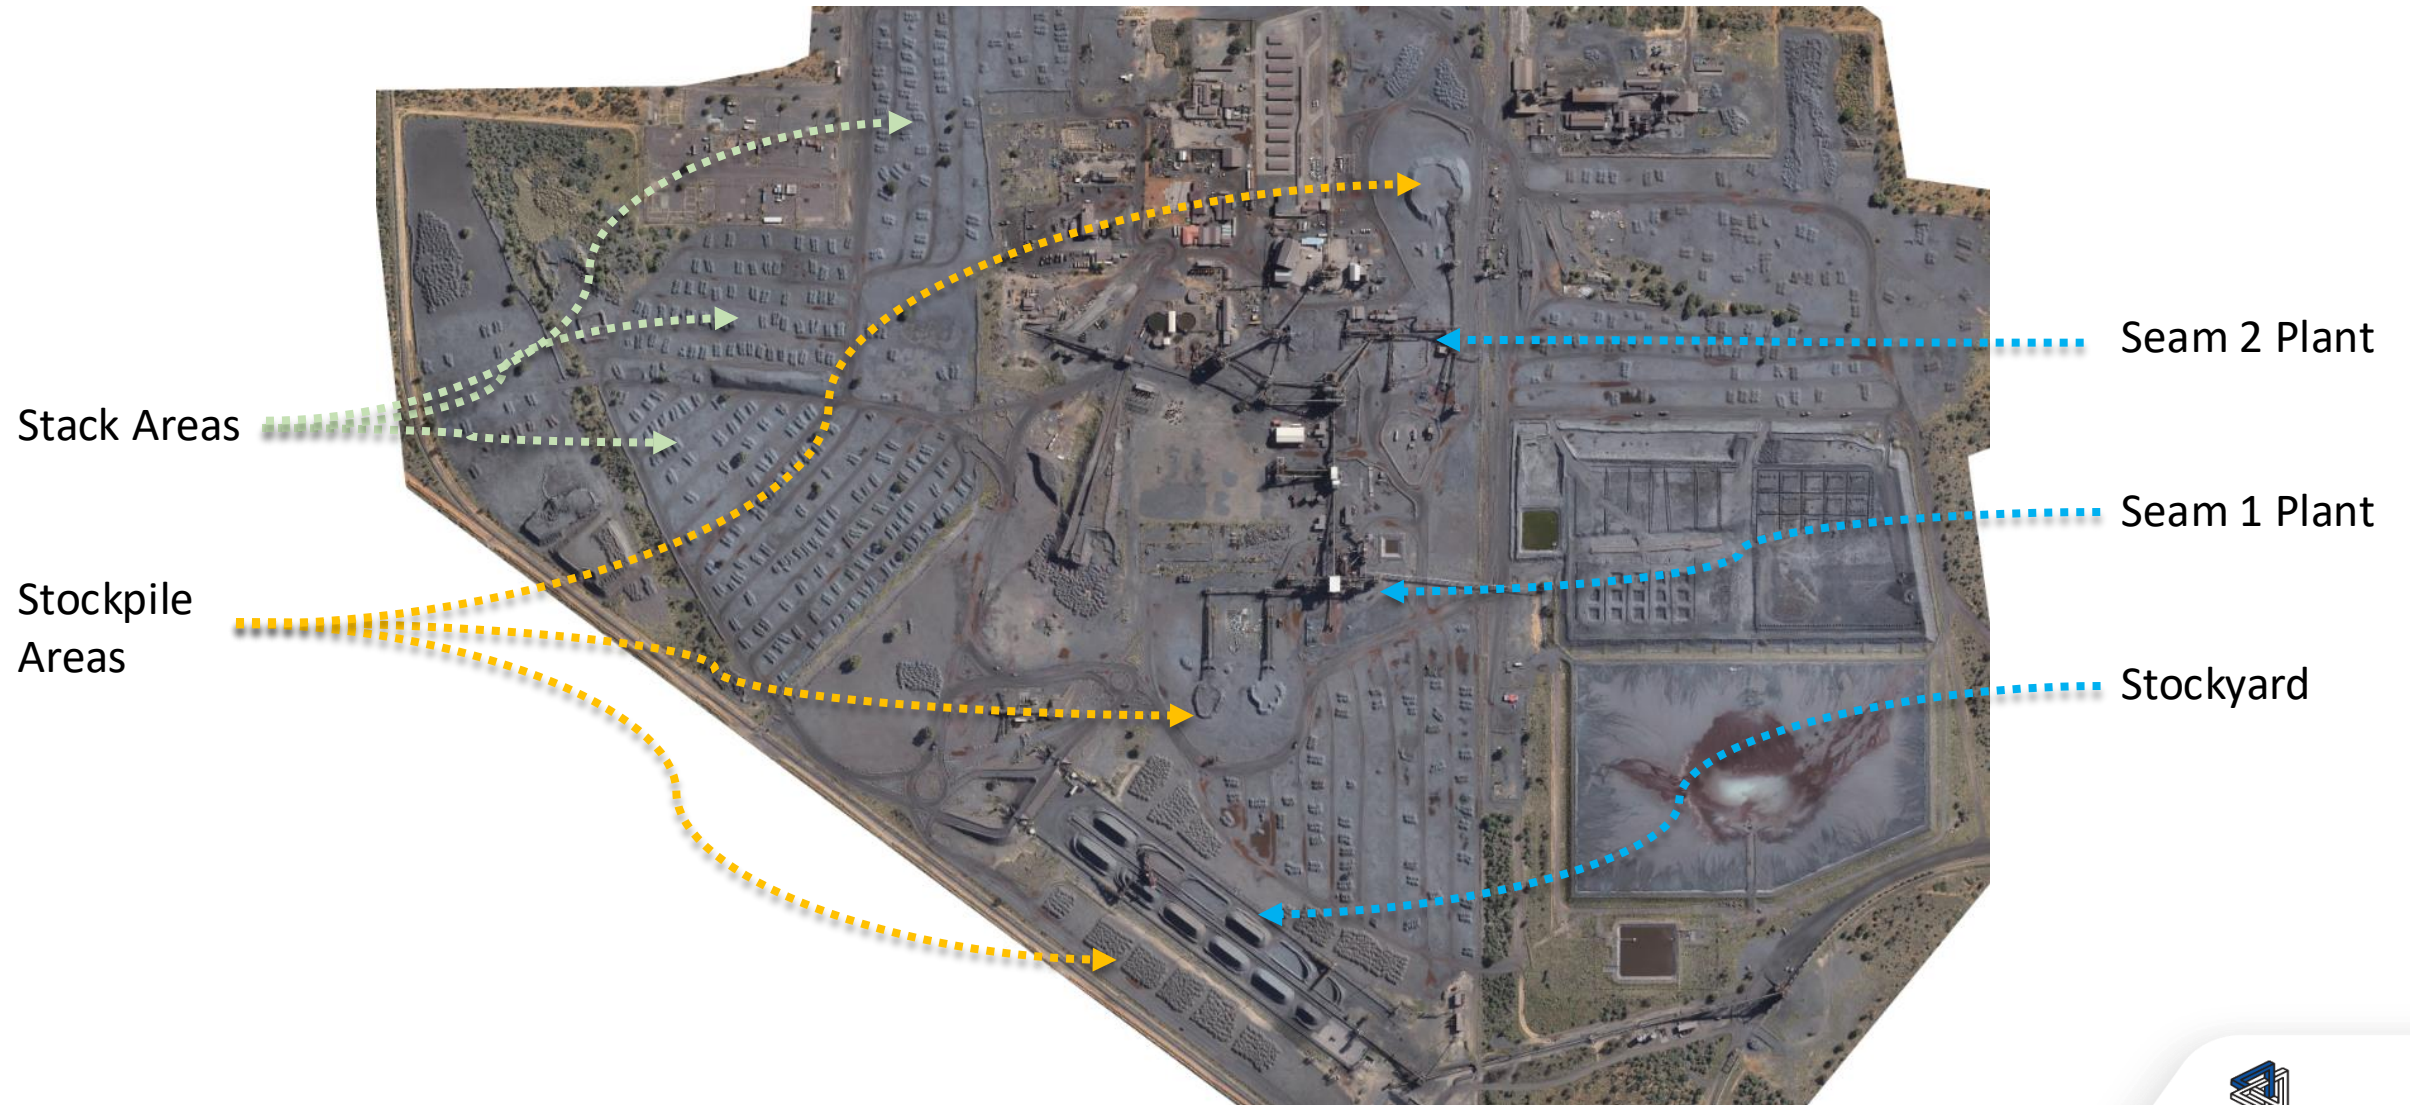 Stack Areas
Stockpile
Areas
Seam 2 Plant
Seam 1 Plant
Stockyard